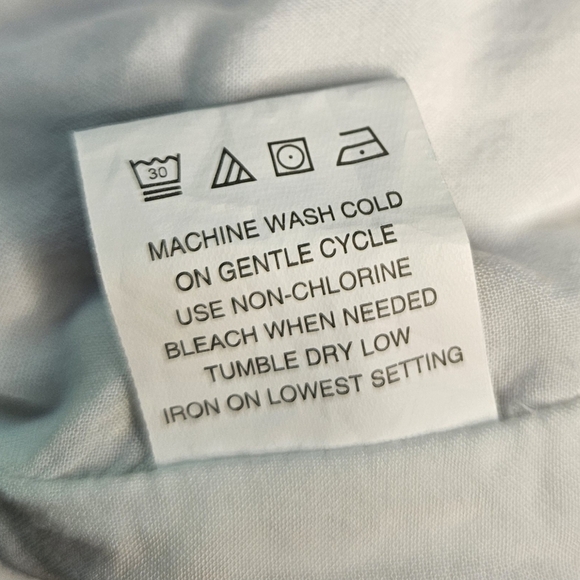 30
MACHINE WASH COLD
ON GENTLE CYCLE
USE NON-CHLORINE
BLEACH WHEN NEEDED
TUMBLE DRY LOW
IRON ON LOWEST SETTING